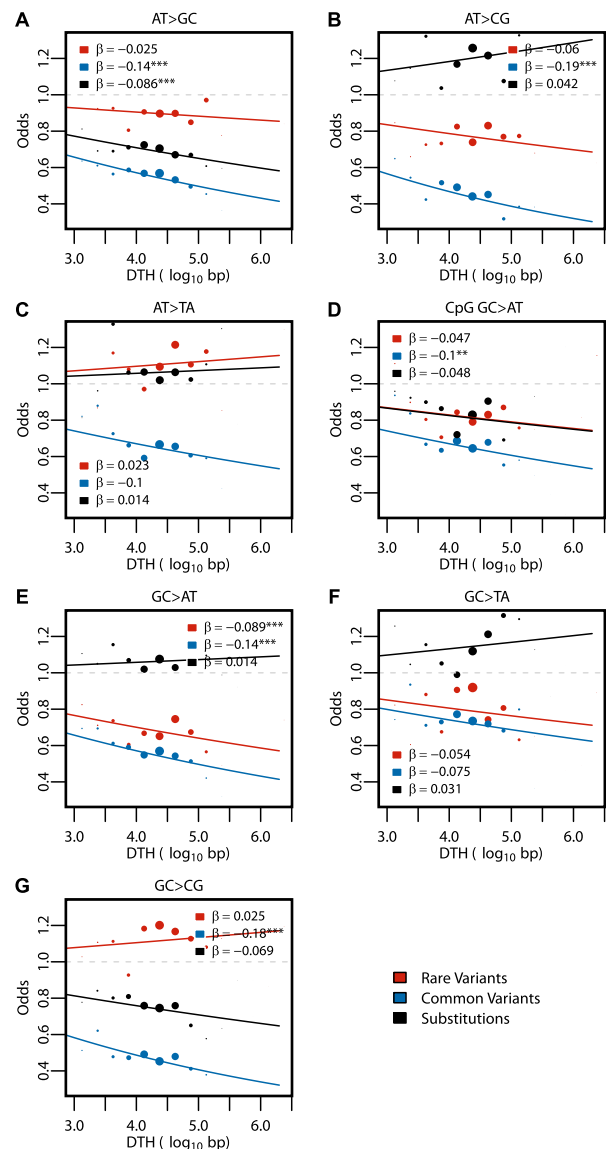 A
AT>GC
β = −0.025
β = −0.14***
β = −0.086***
Odds
1.2
1.0
0.8
0.6
0.4
3.0 4.0 5.0 6.0
DTH ( log10 bp)
B
AT>CG
β = −0.06
β = −0.19***
β = 0.042
Odds
1.2
1.0
0.8
0.6
0.4
3.0 4.0 5.0 6.0
DTH ( log10 bp)
C
AT>TA
β = 0.023
β = −0.1
β = 0.014
Odds
1.2
1.0
0.8
0.6
0.4
3.0 4.0 5.0 6.0
DTH ( log10 bp)
D
CpG GC>AT
β = −0.047
β = −0.1**
β = −0.048
Odds
1.2
1.0
0.8
0.6
0.4
3.0 4.0 5.0 6.0
DTH ( log10 bp)
E
GC>AT
β = −0.089***
β = −0.14***
β = 0.014
Odds
1.2
1.0
0.8
0.6
0.4
3.0 4.0 5.0 6.0
DTH ( log10 bp)
F
GC>TA
β = −0.054
β = −0.075
β = 0.031
Odds
1.2
1.0
0.8
0.6
0.4
3.0 4.0 5.0 6.0
DTH ( log10 bp)
G
GC>CG
β = 0.025
β = −0.18***
β = −0.069
Odds
1.2
1.0
0.8
0.6
0.4
3.0 4.0 5.0 6.0
DTH ( log10 bp)
Rare Variants
Common Variants
Substitutions